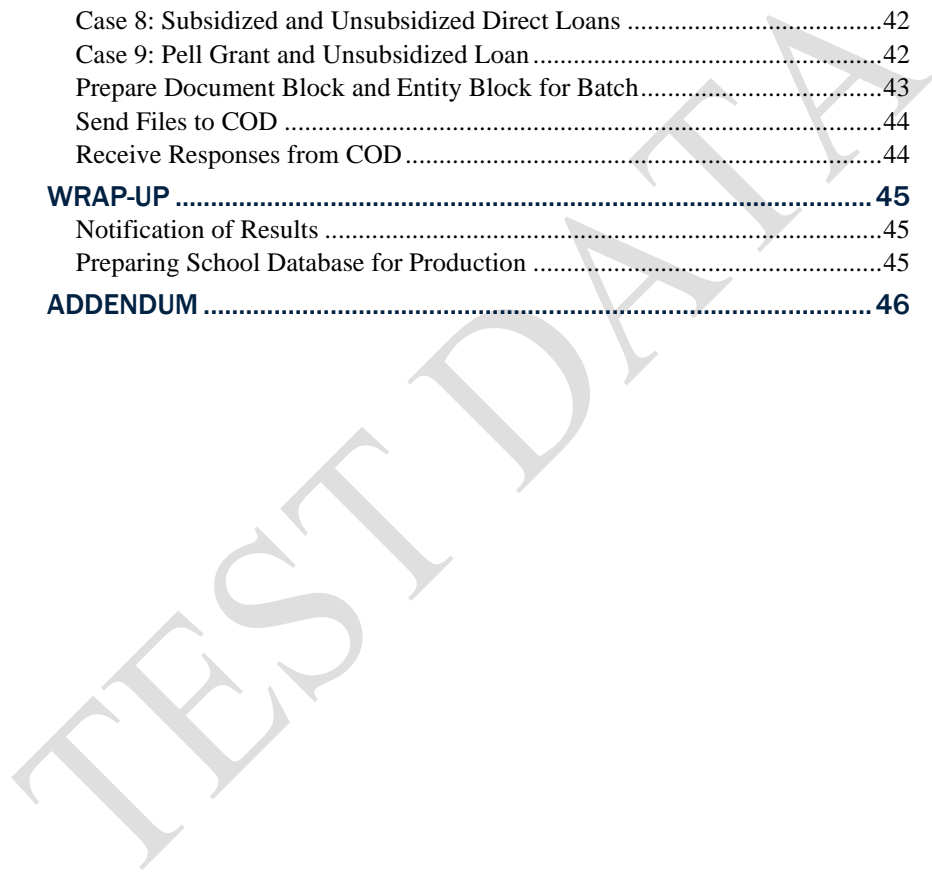 Case 8: Subsidized and Unsubsidized Direct Loans ................................................42
Case 9: Pell Grant and Unsubsidized Loan ................................................42
Prepare Document Block and Entity Block for Batch ................................................43
Send Files to COD ................................................44
Receive Responses from COD ................................................44
WRAP-UP ................................................ 45
Notification of Results ................................................45
Preparing School Database for Production ................................................45
ADDENDUM ................................................ 46
TEST DATA